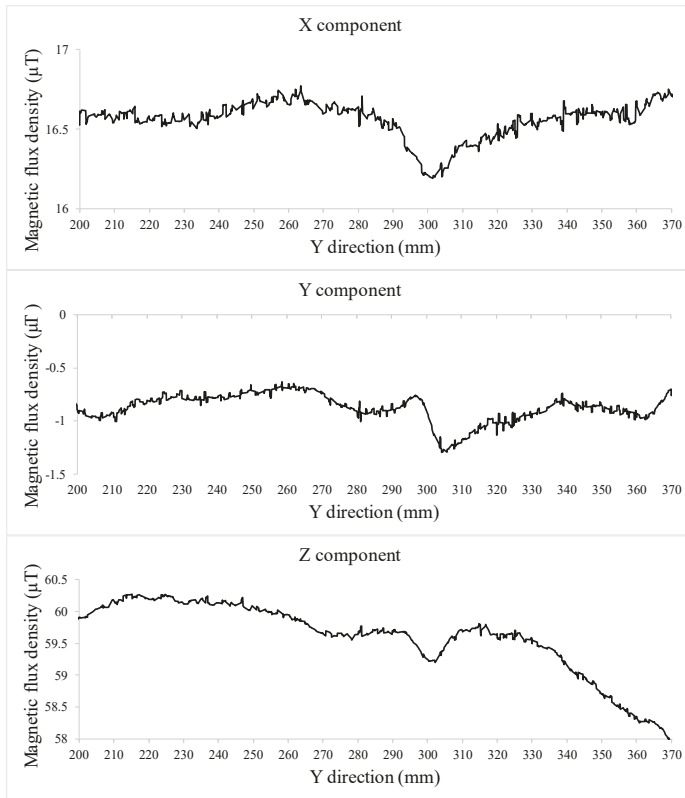 X component
Magnetic flux density (µT)
17
16.5
16
200 210 220 230 240 250 260 270 280 290 300 310 320 330 340 350 360 370
Y direction (mm)
Y component
Magnetic flux density (µT )
0
-0.5
-1
-1.5
200 210 220 230 240 250 260 270 280 290 300 310 320 330 340 350 360 370
Y direction (mm)
Z component
Magnetic flux density (µT)
60.5
60
59.5
59
58.5
58
200 210 220 230 240 250 260 270 280 290 300 310 320 330 340 350 360 370
Y direction (mm)